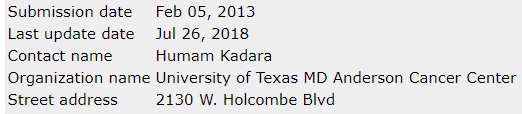 Submission date Feb 05, 2013
Last update date Jul 26, 2018
Contact name Humam Kadara
Organization name University of Texas MD Anderson Cancer Center
Street address 2130 W. Holcombe Blvd